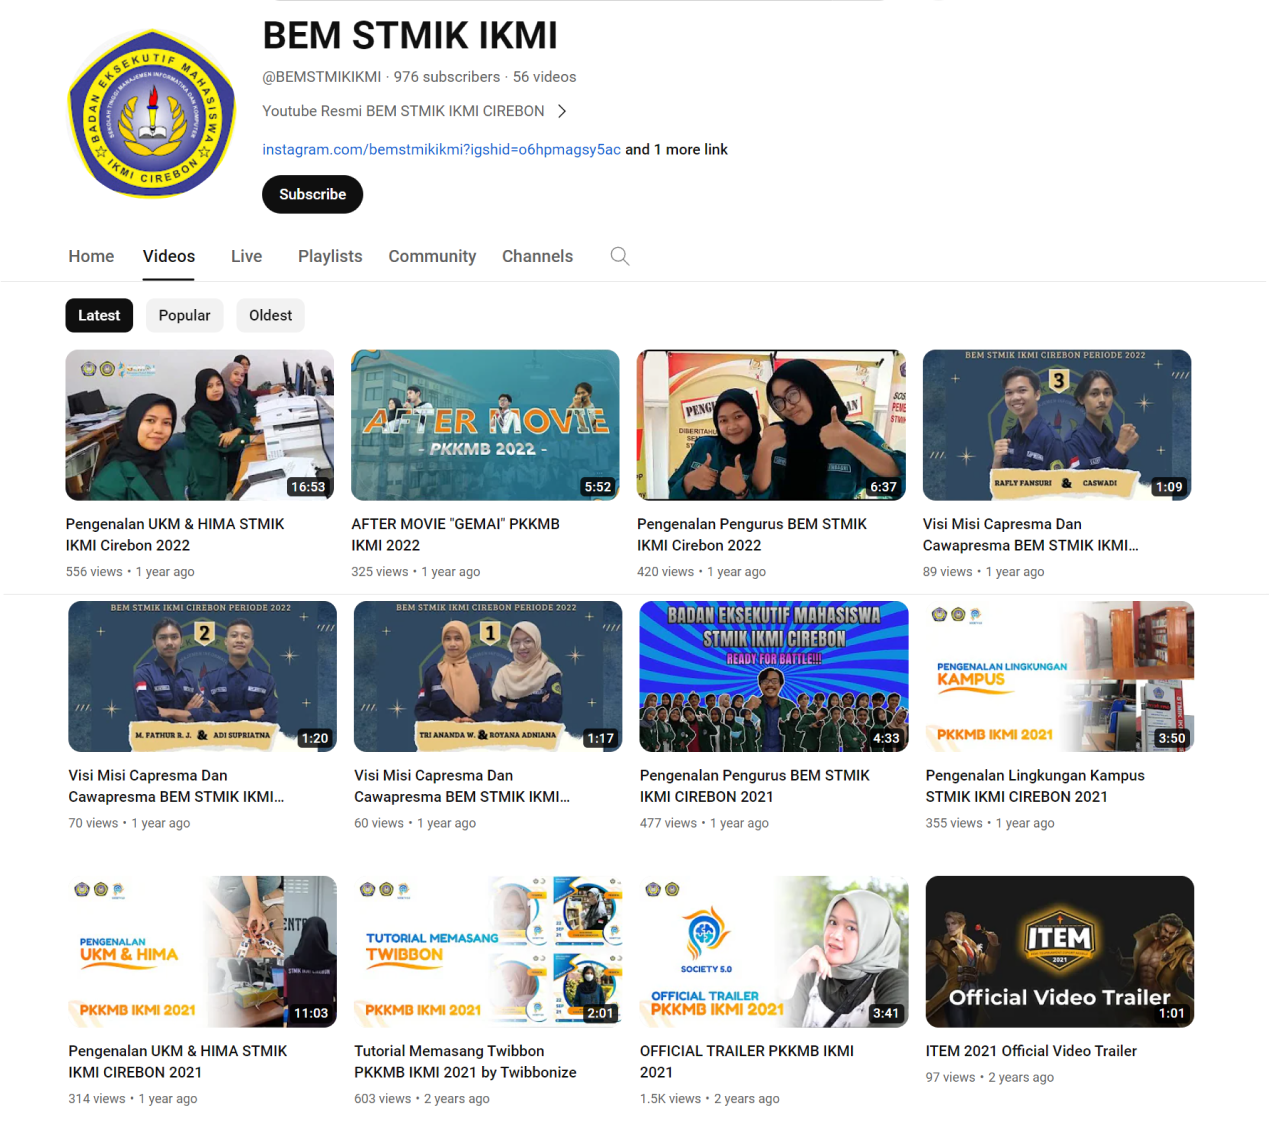 BEM STMIK IKMI
@BEMSTMIKIKMI · 976 subscribers · 56 videos
Youtube Resmi BEM STMIK IKMI CIREBON
instagram.com/bemstmikikmi?igshid=o6hpmagsy5ac and 1 more link
Subscribe
BADAN EKSEKUTIF MAHASISWA
SEKOLAH TINGGI MANAJEMEN INFORMATIKA DAN KOMPUTER
IKMI CIREBON
Home Videos Live Playlists Community Channels
Latest Popular Oldest
16:53
AFTER MOVIE
- PKKMB 2022 -
5:52
DIBERITAHU
6:37
BEM STMIK IKMI CIREBON PERIODE 2022
3
RAFLY FANSURI & CASWADI
1:09
Pengenalan UKM & HIMA STMIK
IKMI Cirebon 2022
556 views • 1 year ago
AFTER MOVIE "GEMAI" PKKMB
IKMI 2022
325 views • 1 year ago
Pengenalan Pengurus BEM STMIK
IKMI Cirebon 2022
420 views • 1 year ago
Visi Misi Capresma Dan
Cawapresma BEM STMIK IKMI...
89 views • 1 year ago
BEM STMIK IKMI CIREBON PERIODE 2022
2
M. FATHUR R. J. & ADI SUPRIATNA
1:20
BEM STMIK IKMI CIREBON PERIODE 2022
1
TRI ANANDA W. & ROYANA ADNIANA
1:17
BADAN EKSEKUTIF MAHASISWA
STMIK IKMI CIREBON
READY FOR BATTLE!!!
4:33
PENGENALAN LINGKUNGAN
KAMPUS
PKKMB IKMI 2021
3:50
Visi Misi Capresma Dan
Cawapresma BEM STMIK IKMI...
70 views • 1 year ago
Visi Misi Capresma Dan
Cawapresma BEM STMIK IKMI...
60 views • 1 year ago
Pengenalan Pengurus BEM STMIK
IKMI CIREBON 2021
477 views • 1 year ago
Pengenalan Lingkungan Kampus
STMIK IKMI CIREBON 2021
355 views • 1 year ago
PENGENALAN
UKM & HIMA
PKKMB IKMI 2021
11:03
TUTORIAL MEMASANG
TWIBBON
PKKMB IKMI 2021
2:01
SOCIETY 5.0
OFFICIAL TRAILER
PKKMB IKMI 2021
3:41
ITEM
2021
Official Video Trailer
1:01
Pengenalan UKM & HIMA STMIK
IKMI CIREBON 2021
314 views • 1 year ago
Tutorial Memasang Twibbon
PKKMB IKMI 2021 by Twibbonize
603 views • 2 years ago
OFFICIAL TRAILER PKKMB IKMI
2021
1.5K views • 2 years ago
ITEM 2021 Official Video Trailer
97 views • 2 years ago